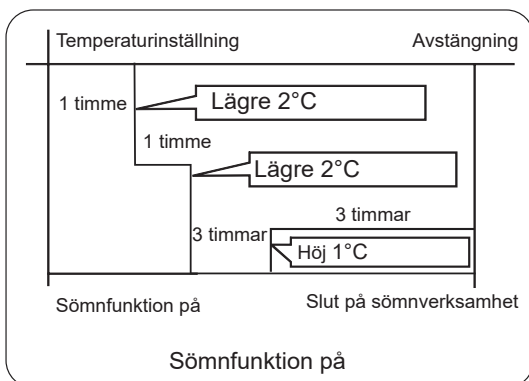 Temperaturinställning Avstängning
1 timme Lägre 2°C
1 timme
Lägre 2°C
3 timmar
3 timmar Höj 1°C
Sömnfunktion på Slut på sömnverksamhet
Sömnfunktion på